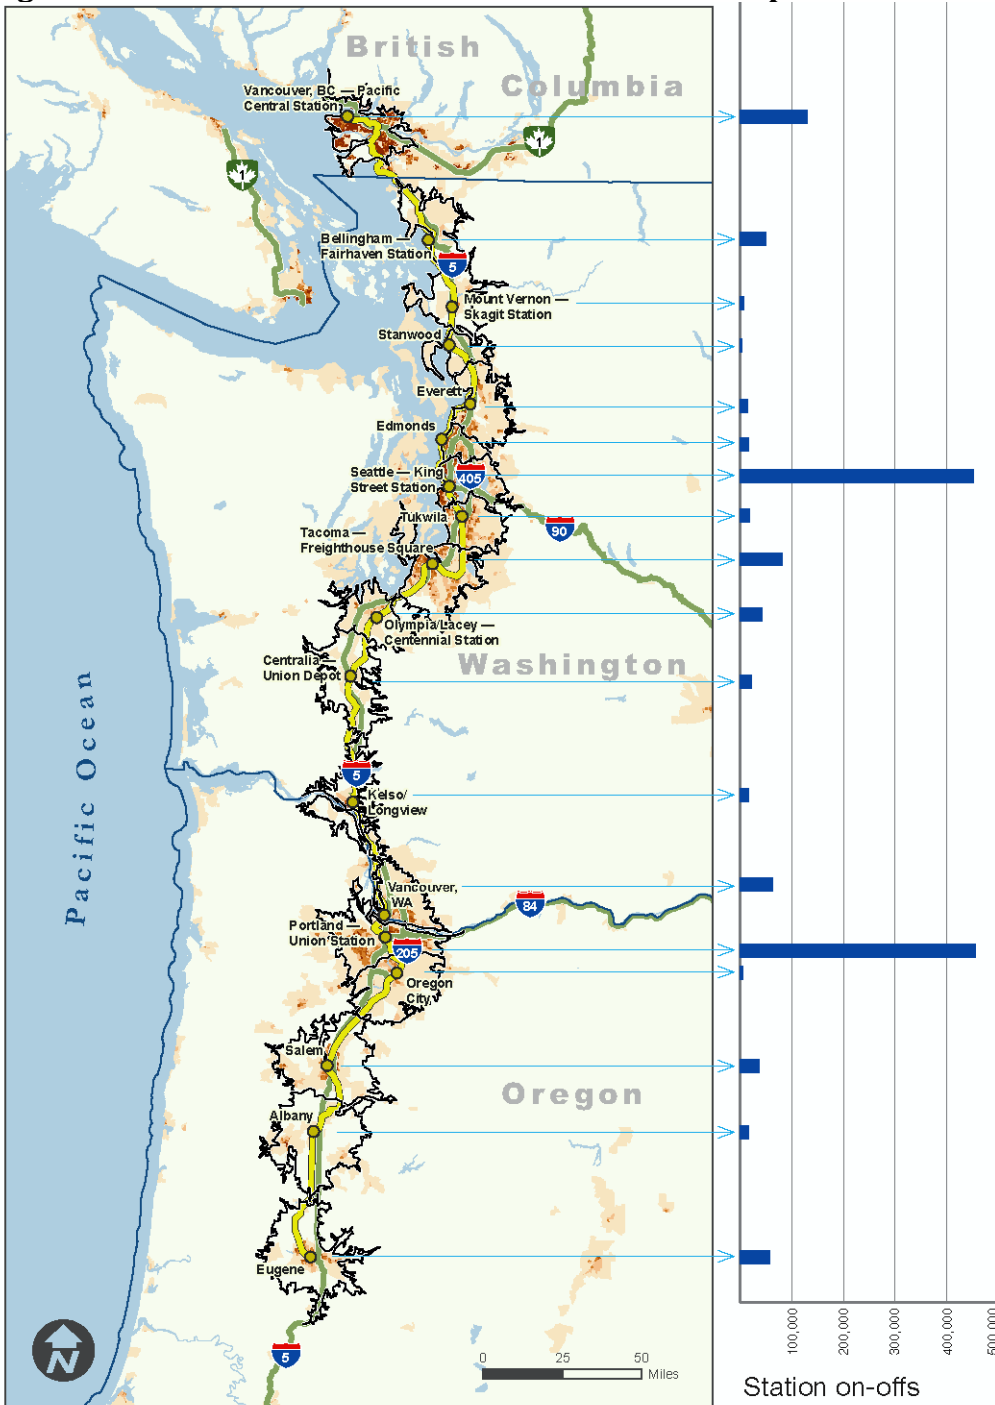 British
Columbia
Vancouver, BC — Pacific
Central Station
1
1
Bellingham —
Fairhaven Station
5
Mount Vernon —
Skagit Station
Stanwood
Everett
Edmonds
Seattle — King
Street Station
405
Tukwila
90
Tacoma —
Freighthouse Square
Olympia/Lacey —
Centennial Station
Washington
Centralia —
Union Depot
Pacific Ocean
5
Kelso/
Longview
Vancouver,
WA
84
Portland —
Union Station
205
Oregon
City
Salem
Oregon
Albany
Eugene
N
5
0 25 50
Miles
100,000
200,000
300,000
400,000
Station on-offs